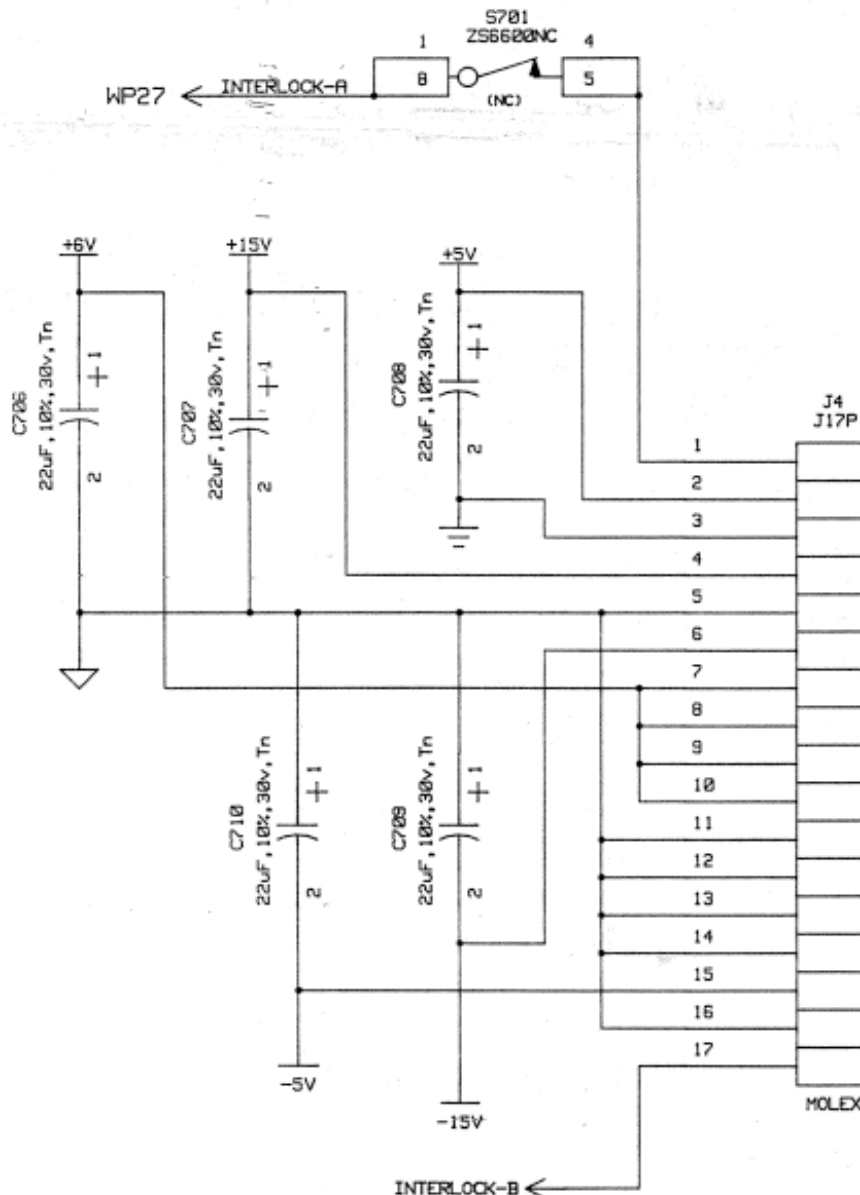 S701
ZS6600NC
1
4
8
5
(NC)
WP27
INTERLOCK-A
+6V
+15V
+5V
C706
22uF,10%,30v,Tn
+ 1
2
C707
22uF,10%,30v,Tn
+ 1
2
C708
22uF,10%,30v,Tn
+ 1
2
J4
J17P
1
2
3
4
5
6
7
8
9
10
11
12
13
14
15
16
17
MOLEX
C710
22uF,10%,30v,Tn
+ 1
2
C709
22uF,10%,30v,Tn
+ 1
2
-5V
-15V
INTERLOCK-B